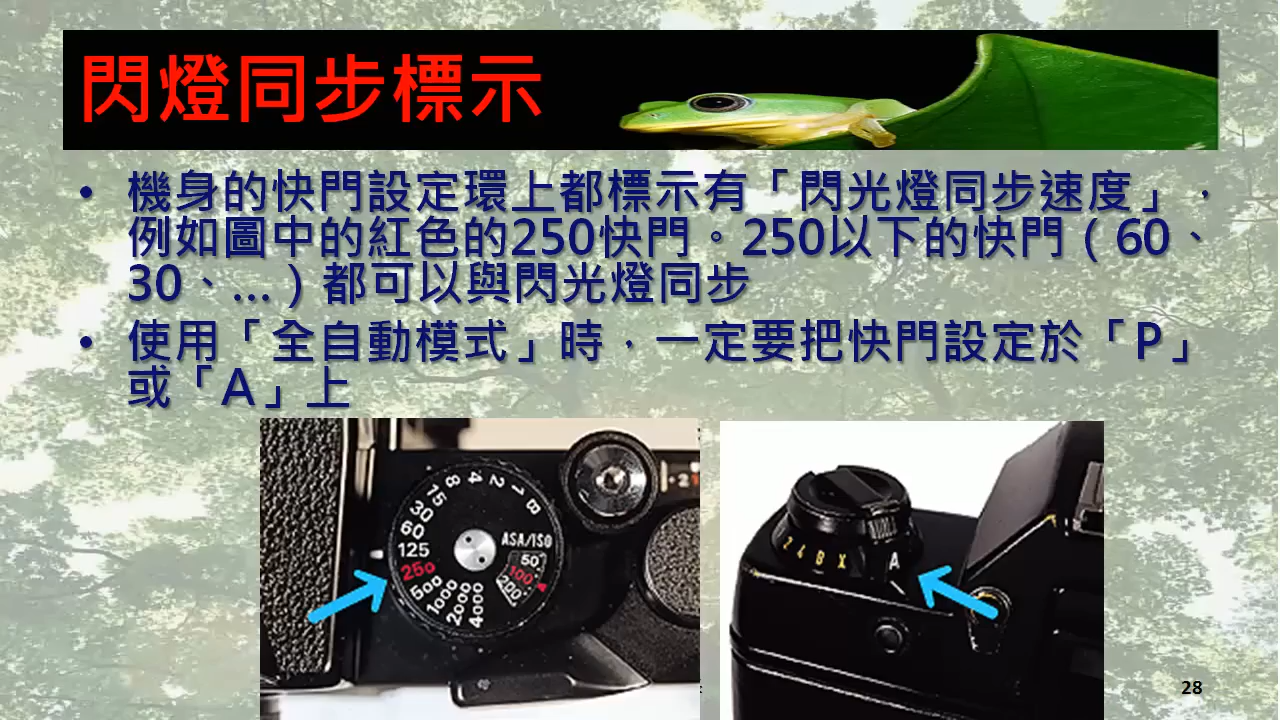 閃燈同步標示
• 機身的快門設定環上都標示有「閃光燈同步速度」，
例如圖中的紅色的250快門。250以下的快門（60、
30、...）都可以與閃光燈同步
• 使用「全自動模式」時，一定要把快門設定於「P」
或「A」上
B
1
2
4
8
15
30
60
125
250
500
1000
2000
4000
ASA/ISO
50
100
200
2 4 B X
A
28